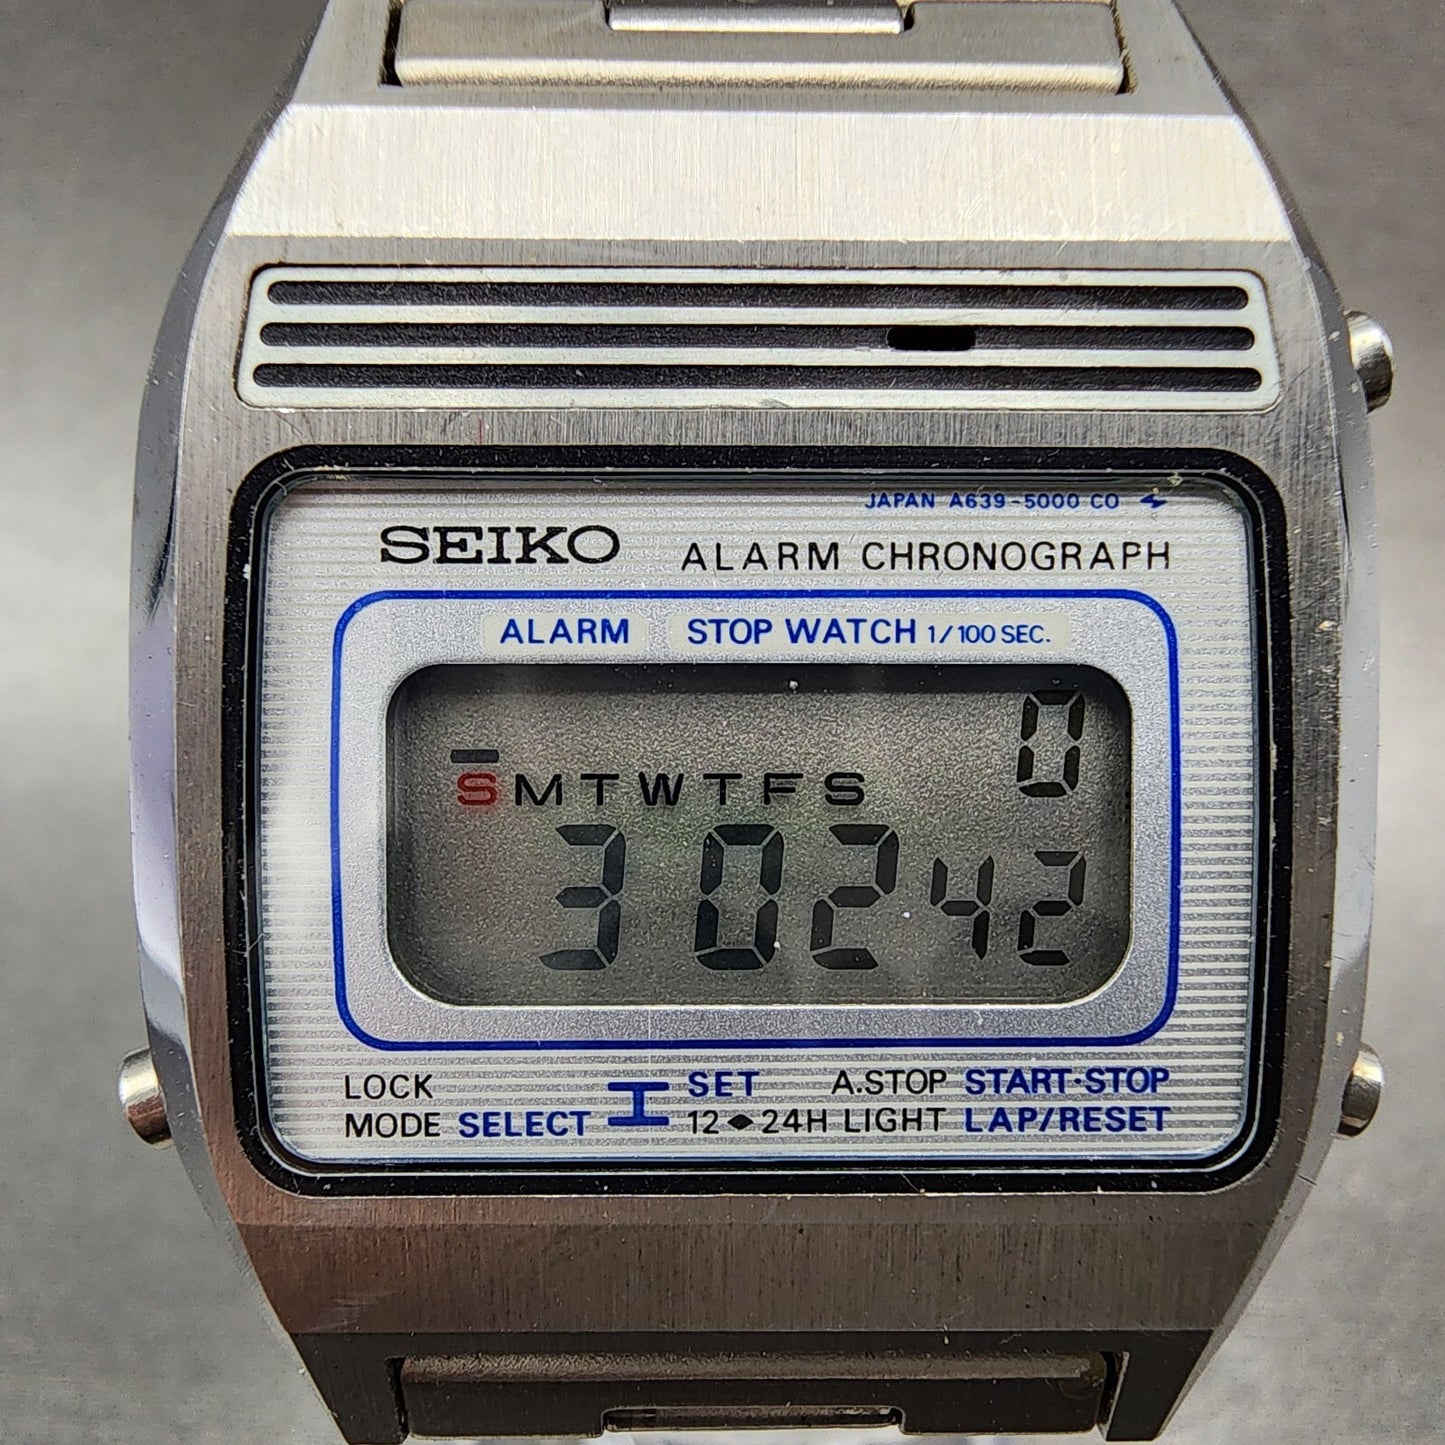 JAPAN A639-5000 CO
SEIKO ALARM CHRONOGRAPH
ALARM STOP WATCH 1/100 SEC.
0
S M T W T F S
3 02 42
LOCK SET A.STOP START·STOP
MODE SELECT 12◆24H LIGHT LAP/RESET